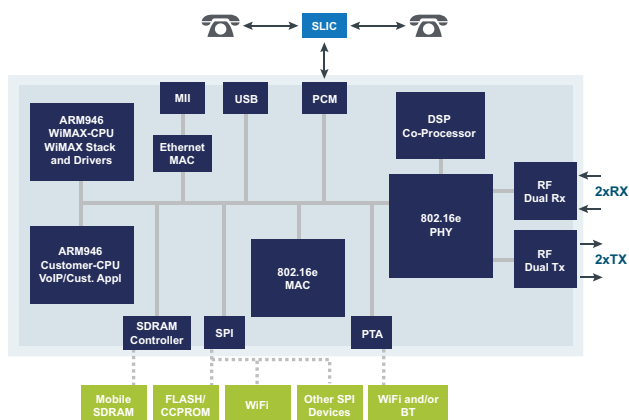 SLIC
MII
USB
PCM
ARM946
WiMAX-CPU
WiMAX Stack
and Drivers
DSP
Co-Processor
Ethernet
MAC
RF
Dual Rx
2xRX
802.16e
PHY
ARM946
Customer-CPU
VoIP/Cust. Appl
802.16e
MAC
RF
Dual Tx
2xTX
SDRAM
Controller
SPI
PTA
Mobile
SDRAM
FLASH/
CCPROM
WiFi
Other SPI
Devices
WiFi and/or
BT